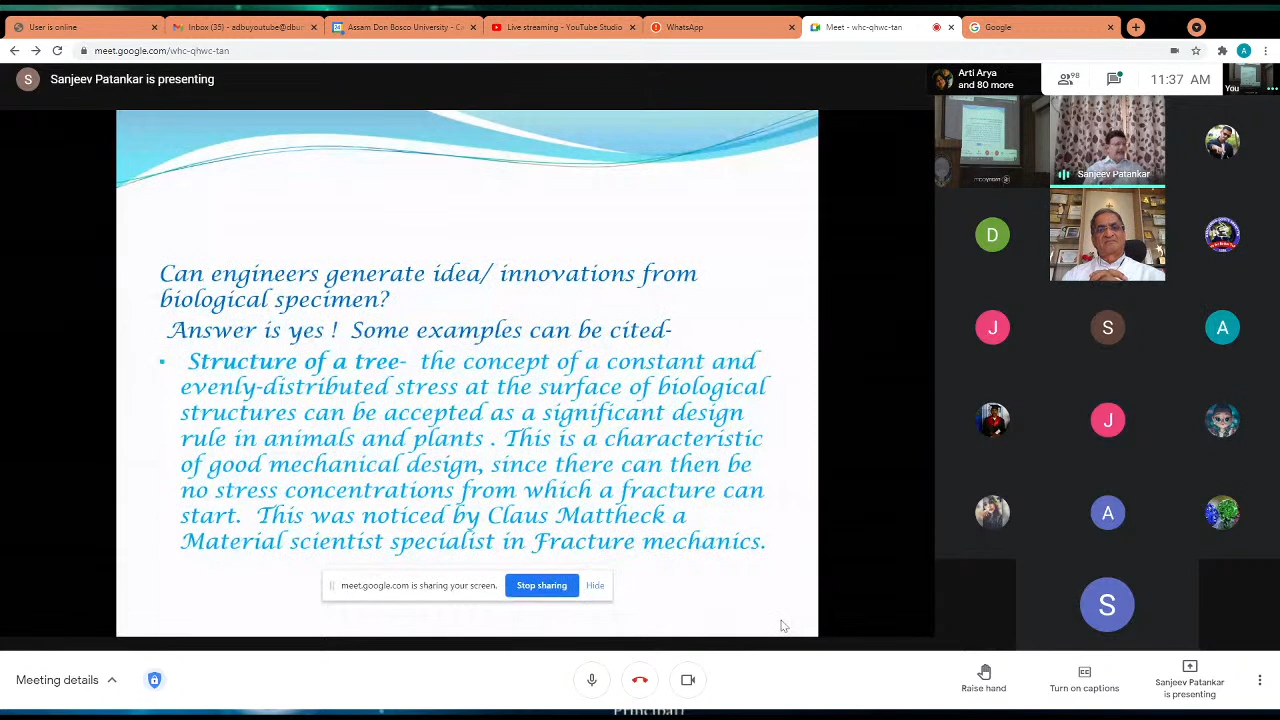 User is online
Inbox (35) - adbuyoutube@dbu
Assam Don Bosco University - Ca
Live streaming - YouTube Studio
WhatsApp
Meet - whc-qhwc-tan
Google
meet.google.com/whc-qhwc-tan
S
Sanjeev Patankar is presenting
Arti Arya
and 80 more
98
11:37 AM
You
Sanjeev Patankar
D
J
S
A
J
A
S
Can engineers generate idea/ innovations from
biological specimen?
Answer is yes ! Some examples can be cited-
• Structure of a tree- the concept of a constant and
evenly-distributed stress at the surface of biological
structures can be accepted as a significant design
rule in animals and plants . This is a characteristic
of good mechanical design, since there can then be
no stress concentrations from which a fracture can
start. This was noticed by Claus Mattheck a
Material scientist specialist in Fracture mechanics.
meet.google.com is sharing your screen.
Stop sharing
Hide
Meeting details
Raise hand
Turn on captions
Sanjeev Patankar
is presenting